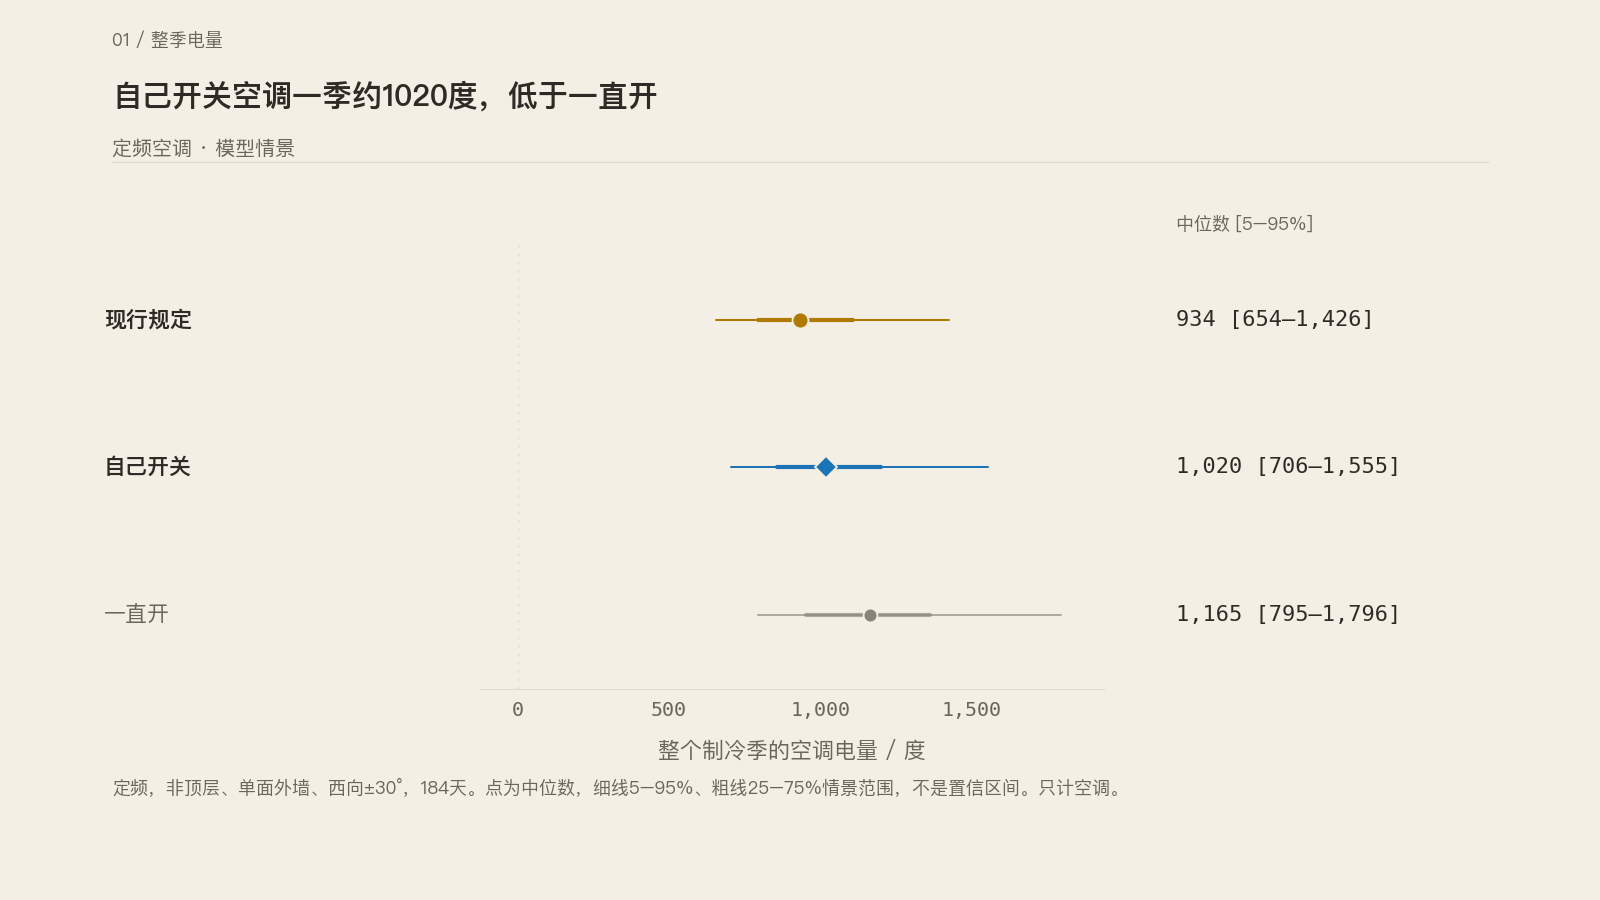 01 / 整季电量
自己开关空调一季约1020度，低于一直开
定频空调 · 模型情景
中位数 [5—95%]
现行规定
934 [654—1,426]
自己开关
1,020 [706—1,555]
一直开
1,165 [795—1,796]
0 500 1,000 1,500
整个制冷季的空调电量 / 度
定频，非顶层、单面外墙、西向±30°，184天。点为中位数，细线5—95%、粗线25—75%情景范围，不是置信区间。只计空调。